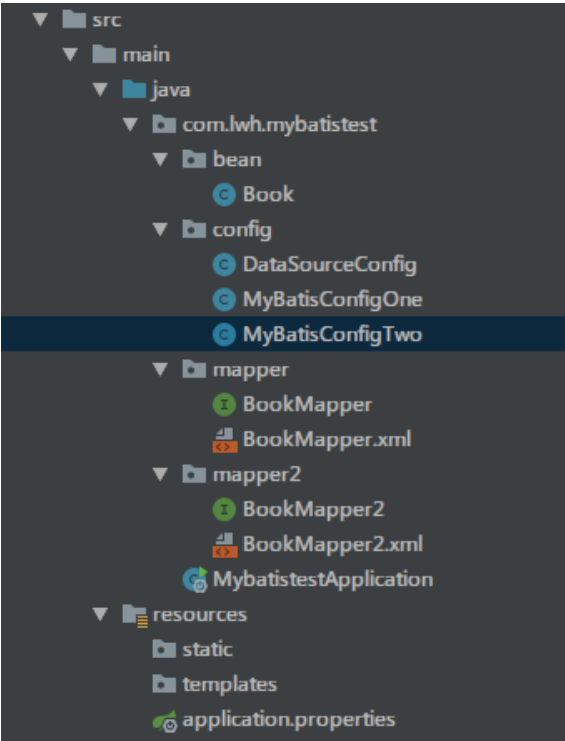 src
main
java
com.lwh.mybatistest
bean
Book
config
DataSourceConfig
MyBatisConfigOne
MyBatisConfigTwo
mapper
BookMapper
BookMapper.xml
mapper2
BookMapper2
BookMapper2.xml
MybatistestApplication
resources
static
templates
application.properties